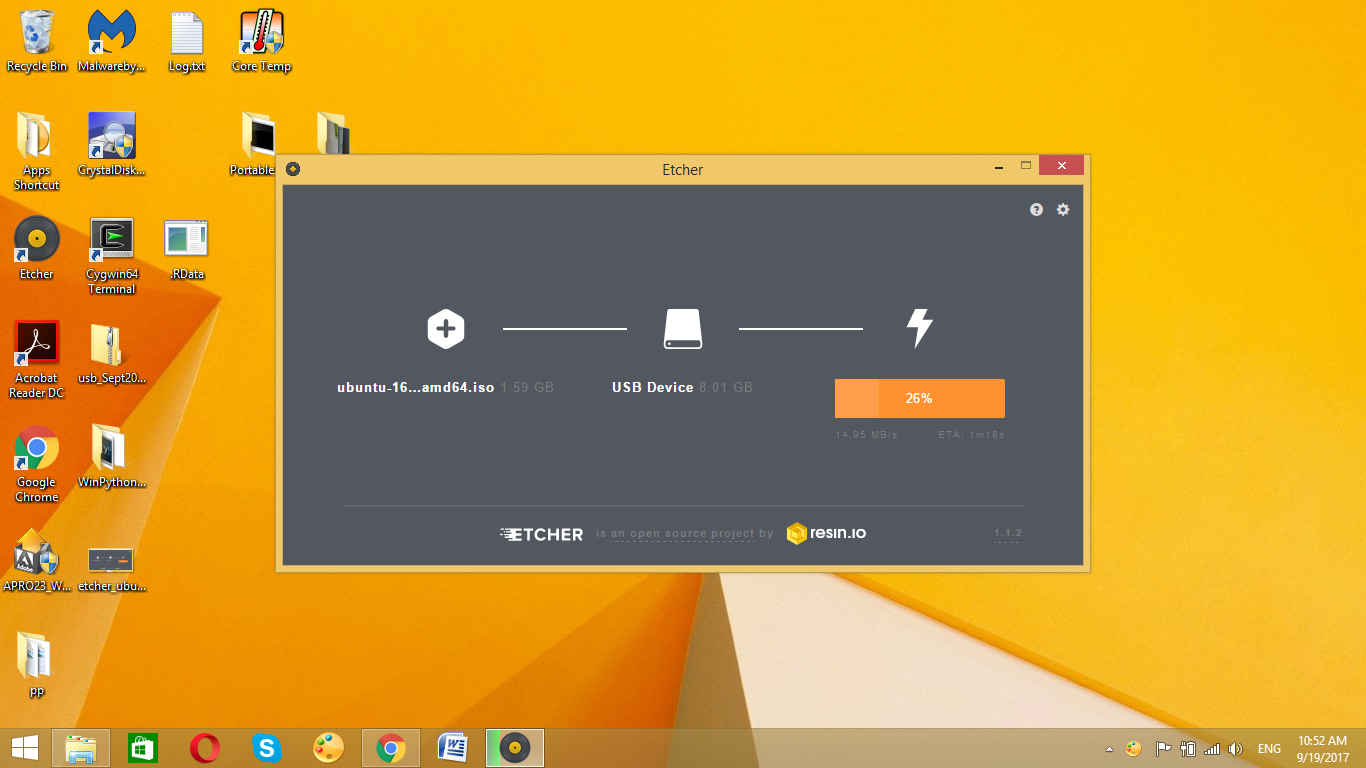 Recycle Bin
Malwareby...
Log.txt
Core Temp
Apps
Shortcut
CrystalDisk...
Portable
Etcher
Cygwin64
Terminal
.RData
Acrobat
Reader DC
usb_Sept20...
Google
Chrome
WinPython...
APRO23_W...
etcher_ubu...
pp
Etcher
ubuntu-16...amd64.iso 1.59 GB
USB Device 8.01 GB
26%
14.95 MB/s
ETA: 1m18s
ETCHER is an open source project by resin.io
1.1.2
ENG
10:52 AM
9/19/2017